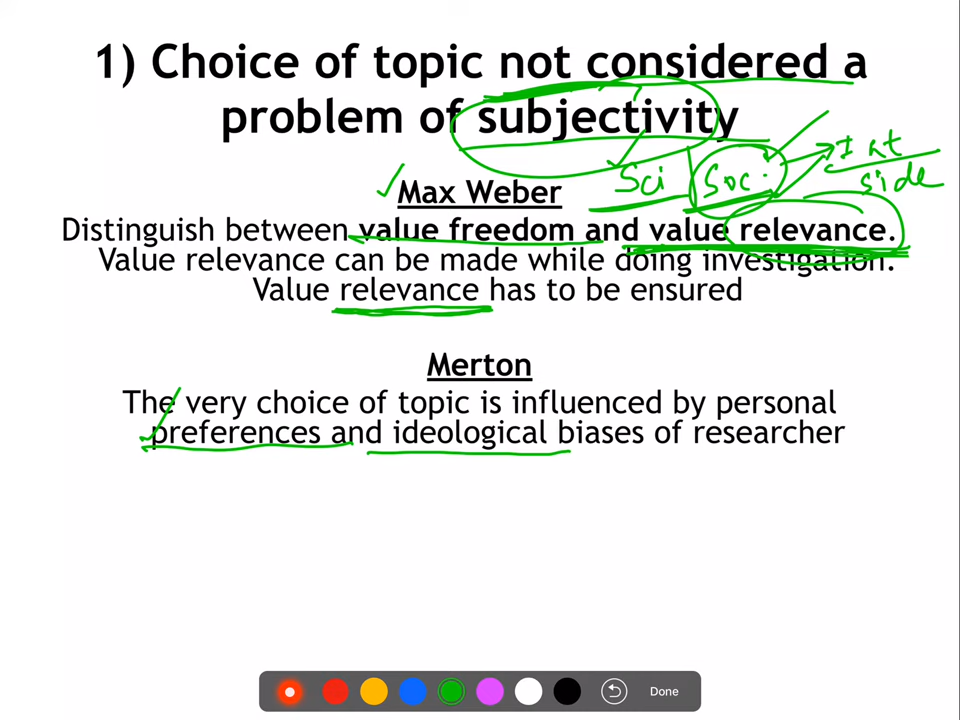 1) Choice of topic not considered a
problem of subjectivity
Sci Soc.
side
Max Weber
Distinguish between value freedom and value relevance.
Value relevance can be made while doing investigation.
Value relevance has to be ensured
Merton
The very choice of topic is influenced by personal
preferences and ideological biases of researcher
Done